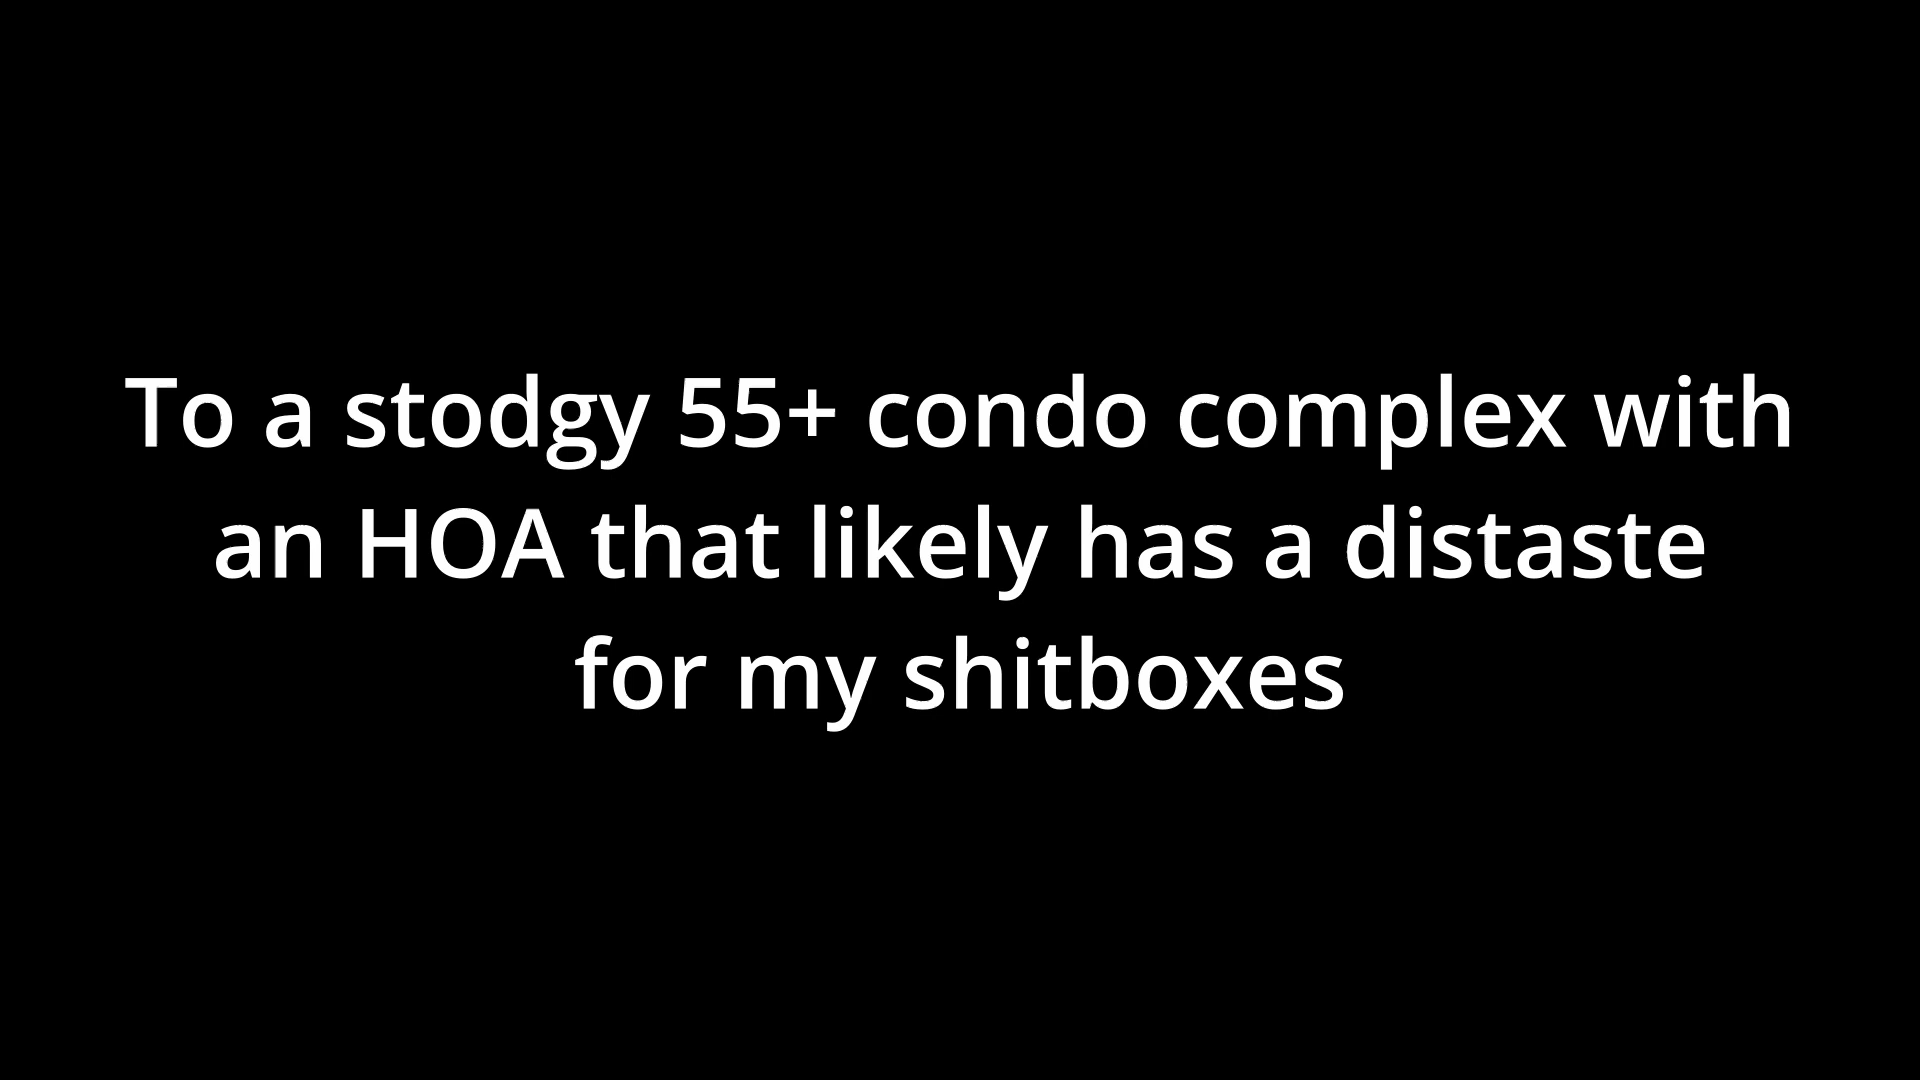 To a stodgy 55+ condo complex with
an HOA that likely has a distaste
for my shitboxes